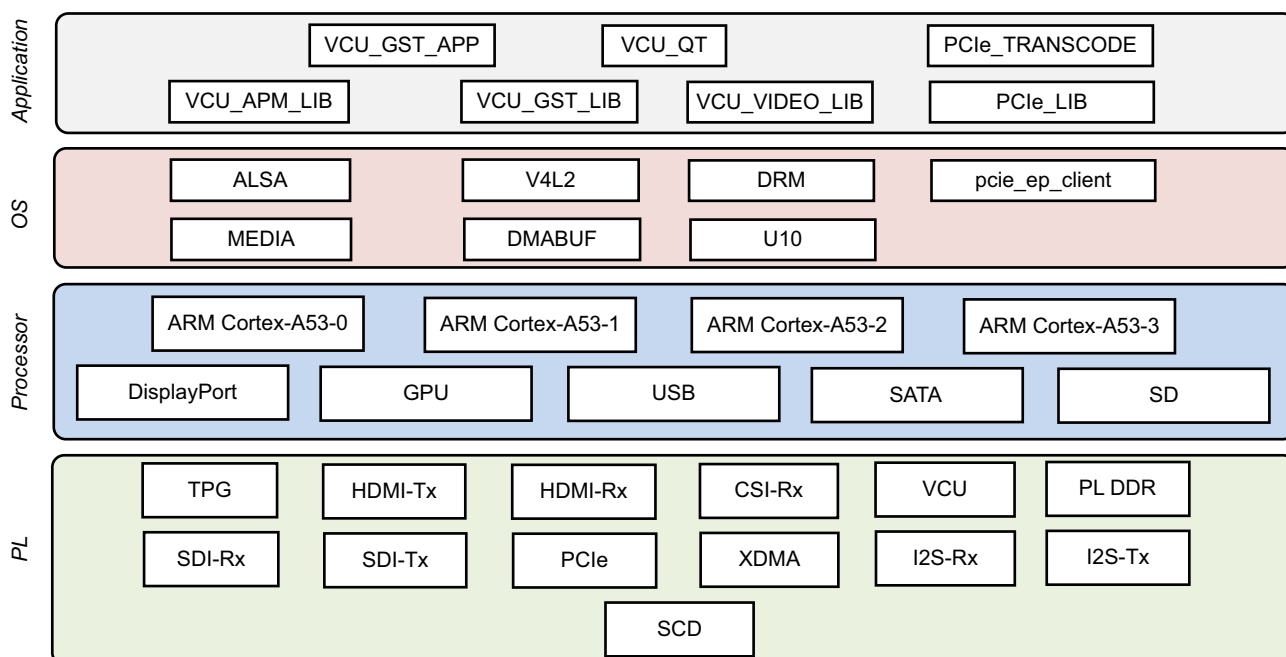 Application
VCU_GST_APP
VCU_QT
PCIe_TRANSCODE
VCU_APM_LIB
VCU_GST_LIB
VCU_VIDEO_LIB
PCIe_LIB
OS
ALSA
V4L2
DRM
pcie_ep_client
MEDIA
DMABUF
U10
Processor
ARM Cortex-A53-0
ARM Cortex-A53-1
ARM Cortex-A53-2
ARM Cortex-A53-3
DisplayPort
GPU
USB
SATA
SD
PL
TPG
HDMI-Tx
HDMI-Rx
CSI-Rx
VCU
PL DDR
SDI-Rx
SDI-Tx
PCIe
XDMA
I2S-Rx
I2S-Tx
SCD